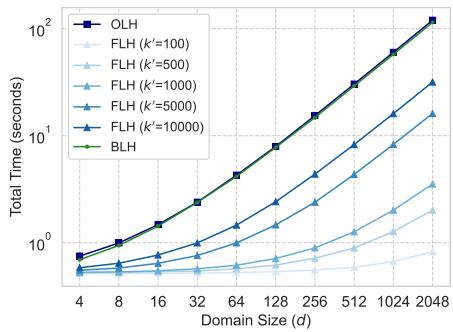 OLH
FLH (k′=100)
FLH (k′=500)
FLH (k′=1000)
FLH (k′=5000)
FLH (k′=10000)
BLH
10²
10¹
10⁰
Total Time (seconds)
4 8 16 32 64 128 256 512 1024 2048
Domain Size (d)